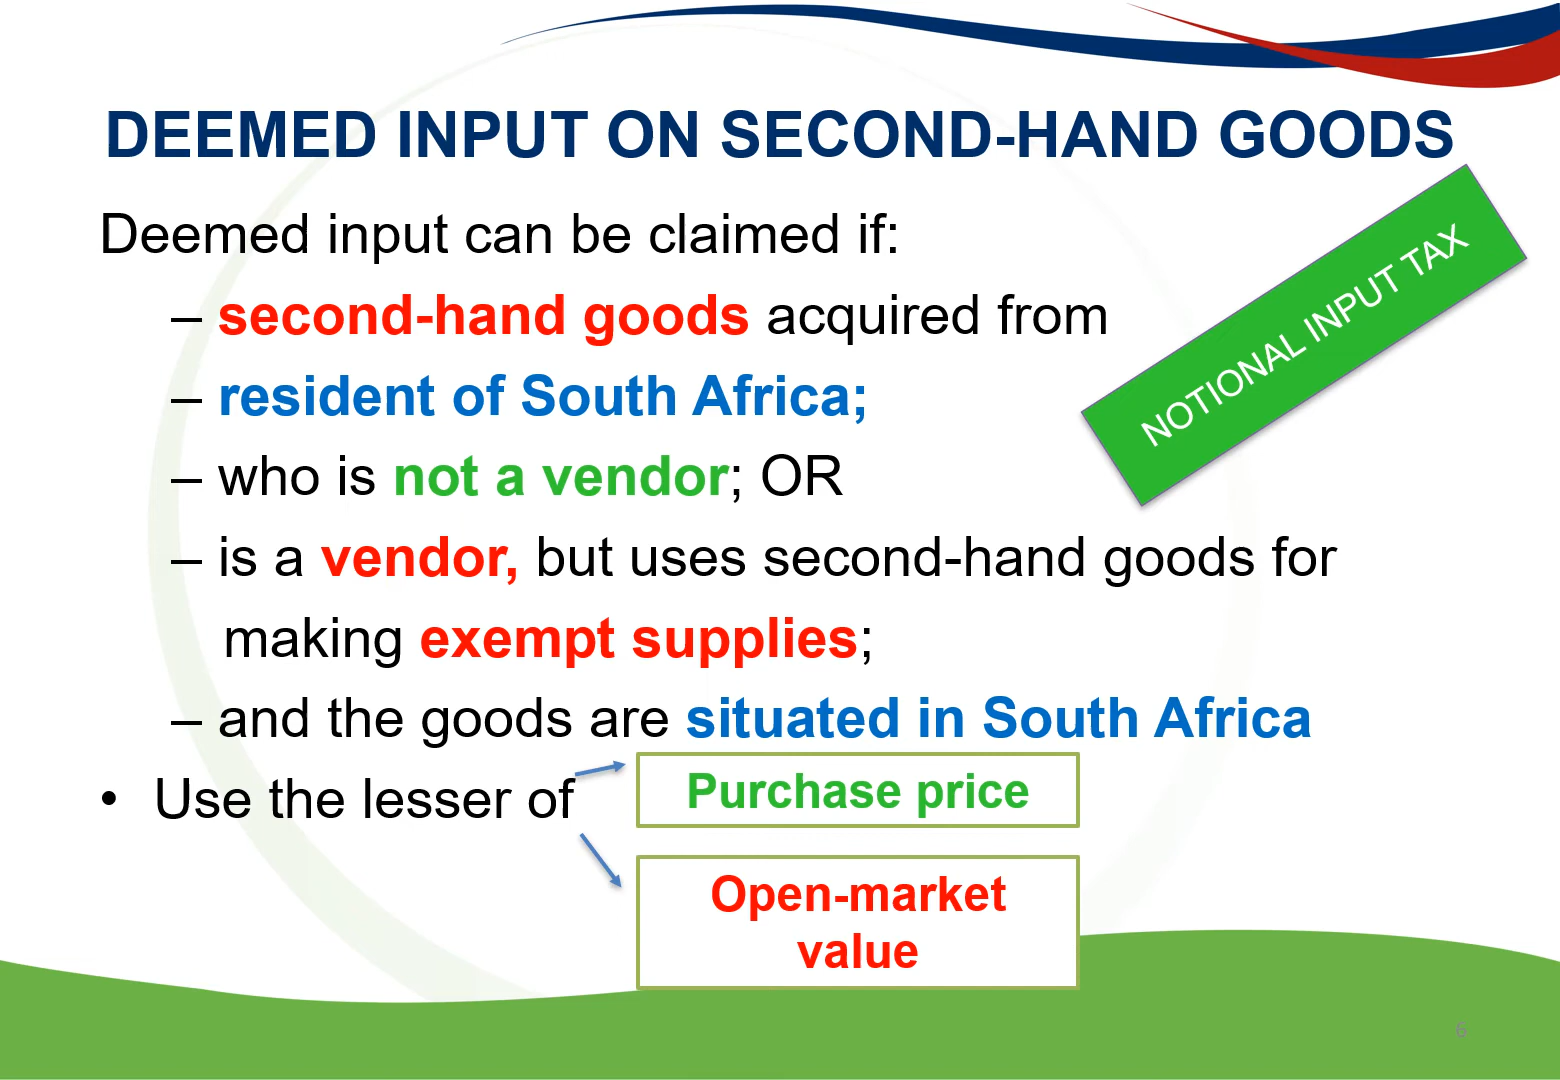 DEEMED INPUT ON SECOND-HAND GOODS
Deemed input can be claimed if:
– second-hand goods acquired from
– resident of South Africa;
– who is not a vendor; OR
– is a vendor, but uses second-hand goods for
making exempt supplies;
– and the goods are situated in South Africa
• Use the lesser of
Purchase price
Open-market
value
NOTIONAL INPUT TAX
6